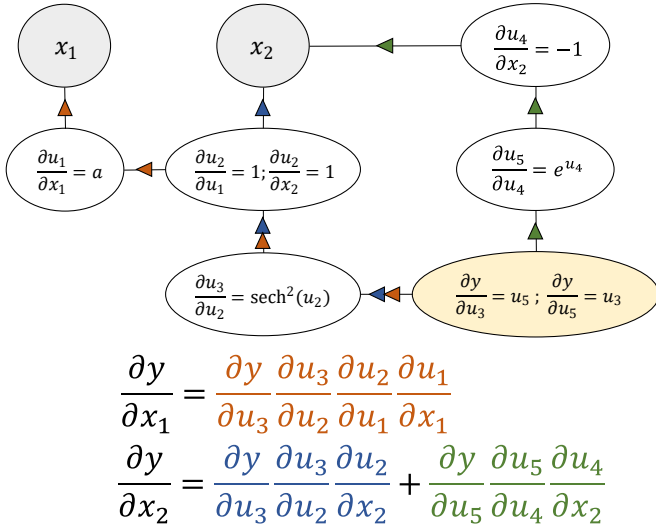 x₁ x₂ ∂u₄/∂x₂ = −1
∂u₁/∂x₁ = a ∂u₂/∂u₁ = 1; ∂u₂/∂x₂ = 1 ∂u₅/∂u₄ = e^{u₄}
∂u₃/∂u₂ = sech²(u₂) ∂y/∂u₃ = u₅ ; ∂y/∂u₅ = u₃
∂y/∂x₁ = ∂y/∂u₃ ∂u₃/∂u₂ ∂u₂/∂u₁ ∂u₁/∂x₁
∂y/∂x₂ = ∂y/∂u₃ ∂u₃/∂u₂ ∂u₂/∂x₂ + ∂y/∂u₅ ∂u₅/∂u₄ ∂u₄/∂x₂